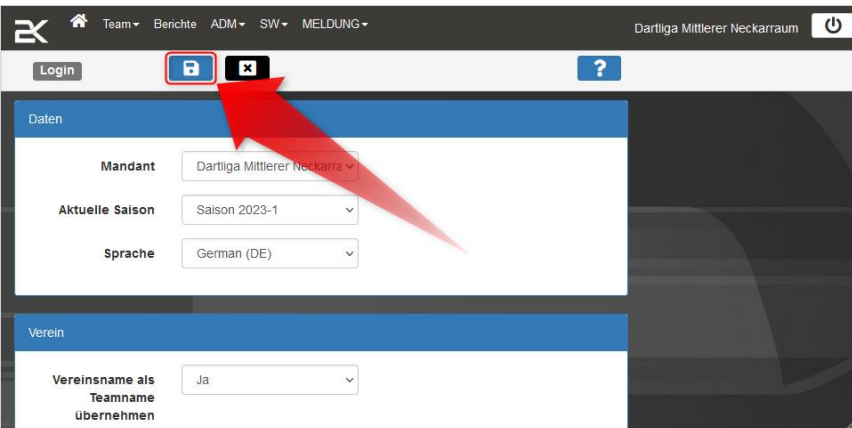 2K Team Berichte ADM SW MELDUNG Dartliga Mittlerer Neckarraum
Login ?
Daten
Mandant Dartliga Mittlerer Neckarra
Aktuelle Saison Saison 2023-1
Sprache German (DE)
Verein
Vereinsname als Ja
Teamname
übernehmen